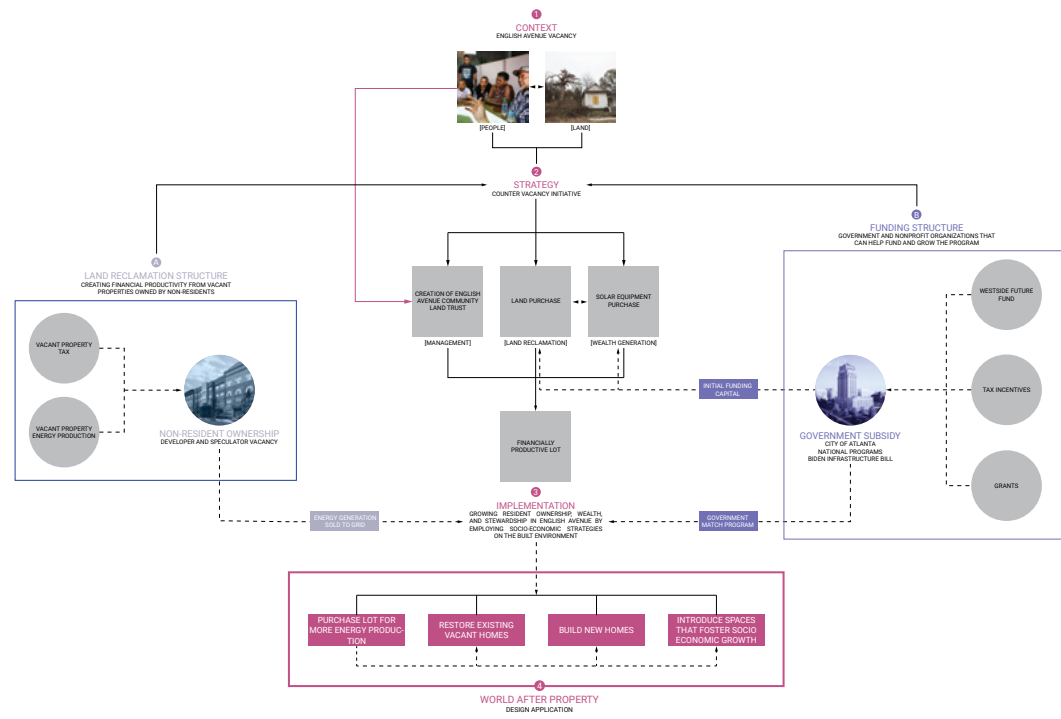 1
CONTEXT
ENGLISH AVENUE VACANCY
[PEOPLE]
[LAND]
2
STRATEGY
COUNTER VACANCY INITIATIVE
A
LAND RECLAMATION STRUCTURE
CREATING FINANCIAL PRODUCTIVITY FROM VACANT
PROPERTIES OWNED BY NON-RESIDENTS
VACANT PROPERTY
TAX
VACANT PROPERTY
ENERGY PRODUCTION
NON-RESIDENT OWNERSHIP
DEVELOPER AND SPECULATOR VACANCY
CREATION OF ENGLISH
AVENUE COMMUNITY
LAND TRUST
[MANAGEMENT]
LAND PURCHASE
[LAND RECLAMATION]
SOLAR EQUIPMENT
PURCHASE
[WEALTH GENERATION]
FINANCIALLY
PRODUCTIVE LOT
B
FUNDING STRUCTURE
GOVERNMENT AND NONPROFIT ORGANIZATIONS THAT
CAN HELP FUND AND GROW THE PROGRAM
WESTSIDE FUTURE
FUND
TAX INCENTIVES
GRANTS
INITIAL FUNDING
CAPITAL
GOVERNMENT SUBSIDY
CITY OF ATLANTA
NATIONAL PROGRAMS
BIDEN INFRASTRUCTURE BILL
ENERGY GENERATION
SOLD TO GRID
GOVERNMENT
MATCH PROGRAM
3
IMPLEMENTATION
GROWING RESIDENT OWNERSHIP, WEALTH,
AND STEWARDSHIP IN ENGLISH AVENUE BY
EMPLOYING SOCIO-ECONOMIC STRATEGIES
ON THE BUILT ENVIRONMENT
PURCHASE LOT FOR
MORE ENERGY PRODUC-
TION
RESTORE EXISTING
VACANT HOMES
BUILD NEW HOMES
INTRODUCE SPACES
THAT FOSTER SOCIO
ECONOMIC GROWTH
4
WORLD AFTER PROPERTY
DESIGN APPLICATION